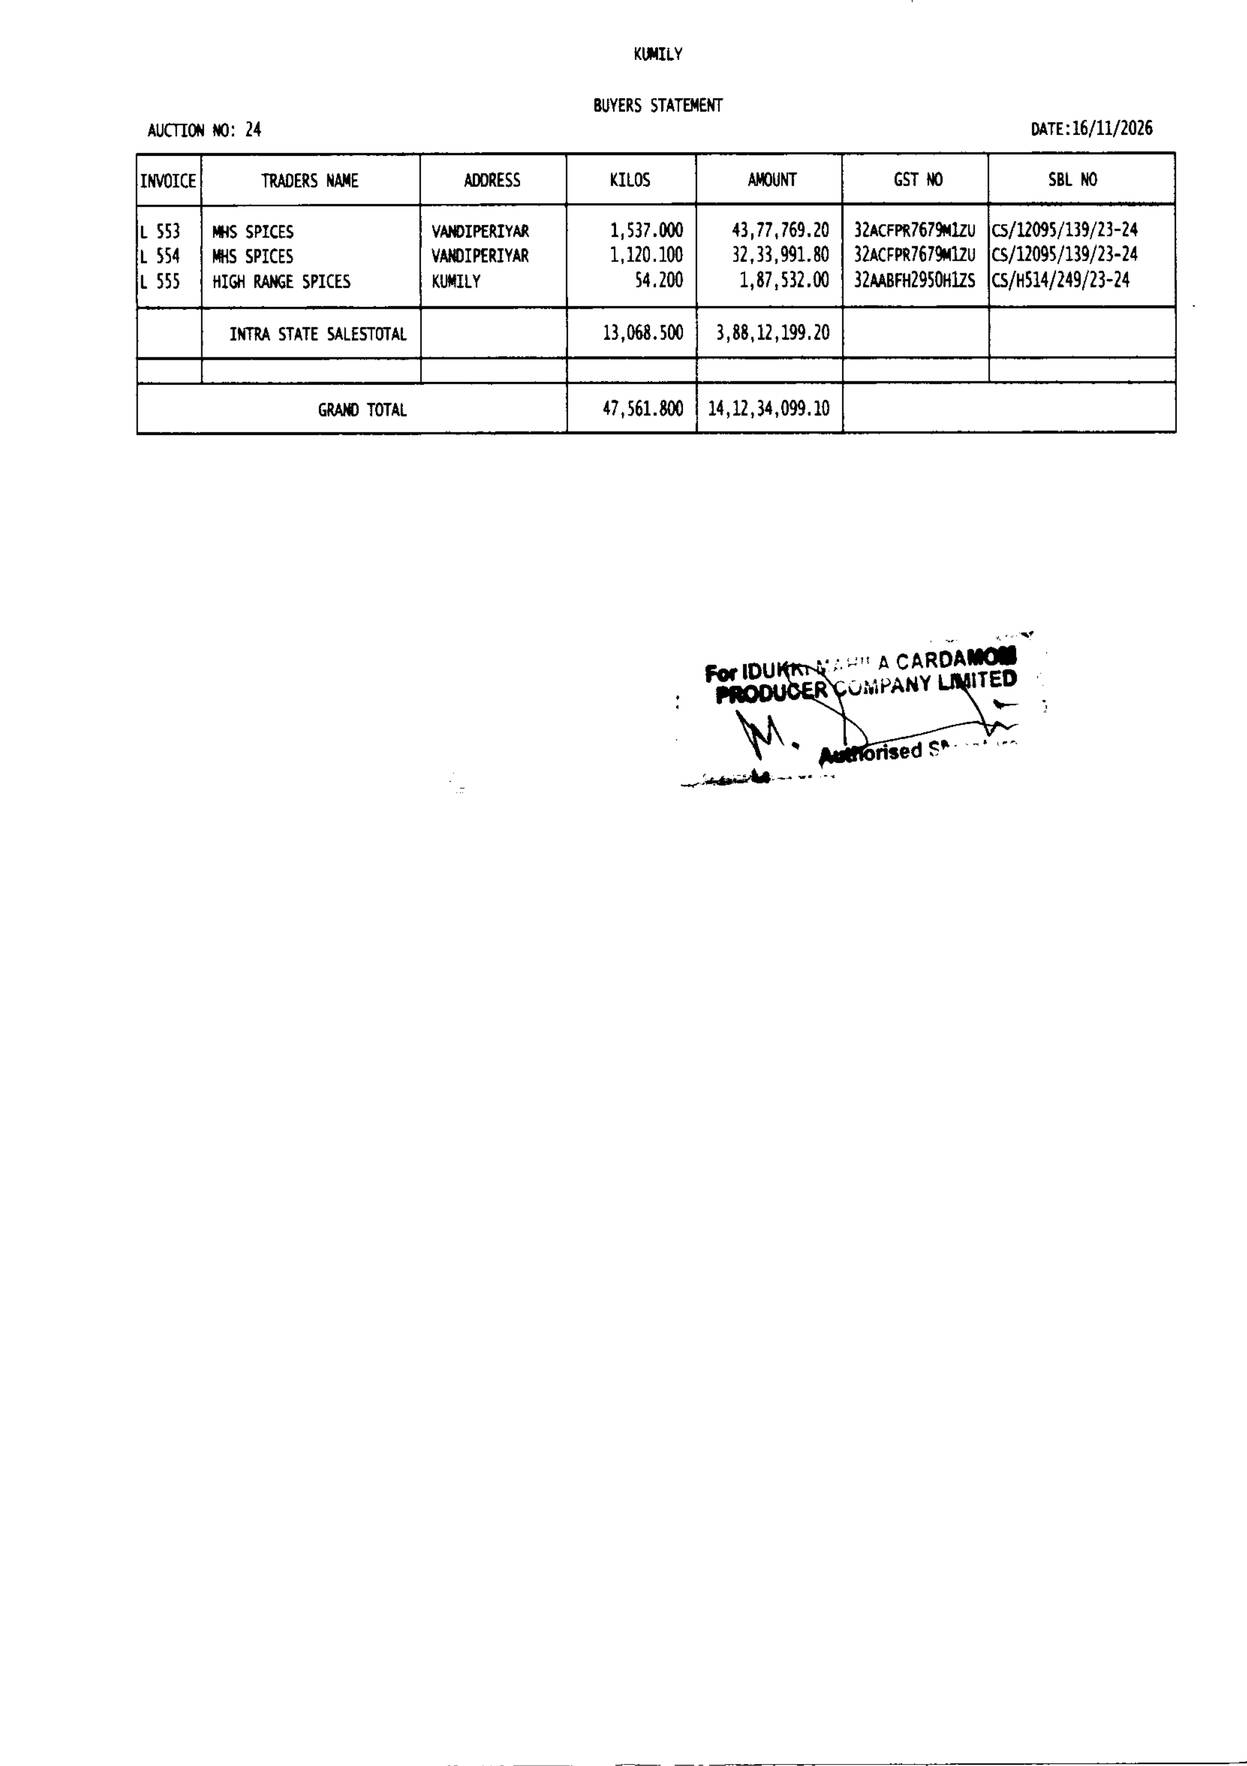 KUMILY
BUYERS STATEMENT
AUCTION NO: 24 DATE:16/11/2026
INVOICE TRADERS NAME ADDRESS KILOS AMOUNT GST NO SBL NO
L 553 MHS SPICES VANDIPERIYAR 1,537.000 43,77,769.20 32ACFPR7679M1ZU CS/12095/139/23-24
L 554 MHS SPICES VANDIPERIYAR 1,120.100 32,33,991.80 32ACFPR7679M1ZU CS/12095/139/23-24
L 555 HIGH RANGE SPICES KUMILY 54.200 1,87,532.00 32AABFH2950H1ZS CS/H514/249/23-24
INTRA STATE SALESTOTAL 13,068.500 3,88,12,199.20
GRAND TOTAL 47,561.800 14,12,34,099.10
For IDUKKI MAHILA CARDAMOM
PRODUCER COMPANY LIMITED
Authorised